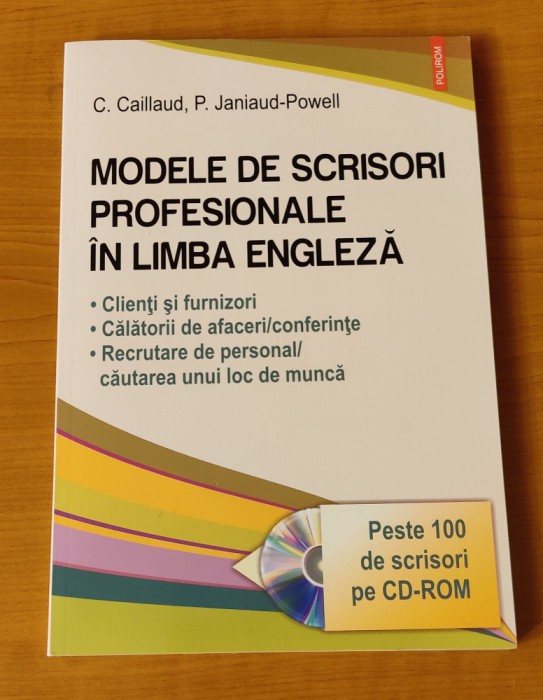 POLIROM
C. Caillaud, P. Janiaud-Powell
MODELE DE SCRISORI
PROFESIONALE
ÎN LIMBA ENGLEZĂ
• Clienţi şi furnizori
• Călătorii de afaceri/conferinţe
• Recrutare de personal/
căutarea unui loc de muncă
Peste 100
de scrisori
pe CD-ROM